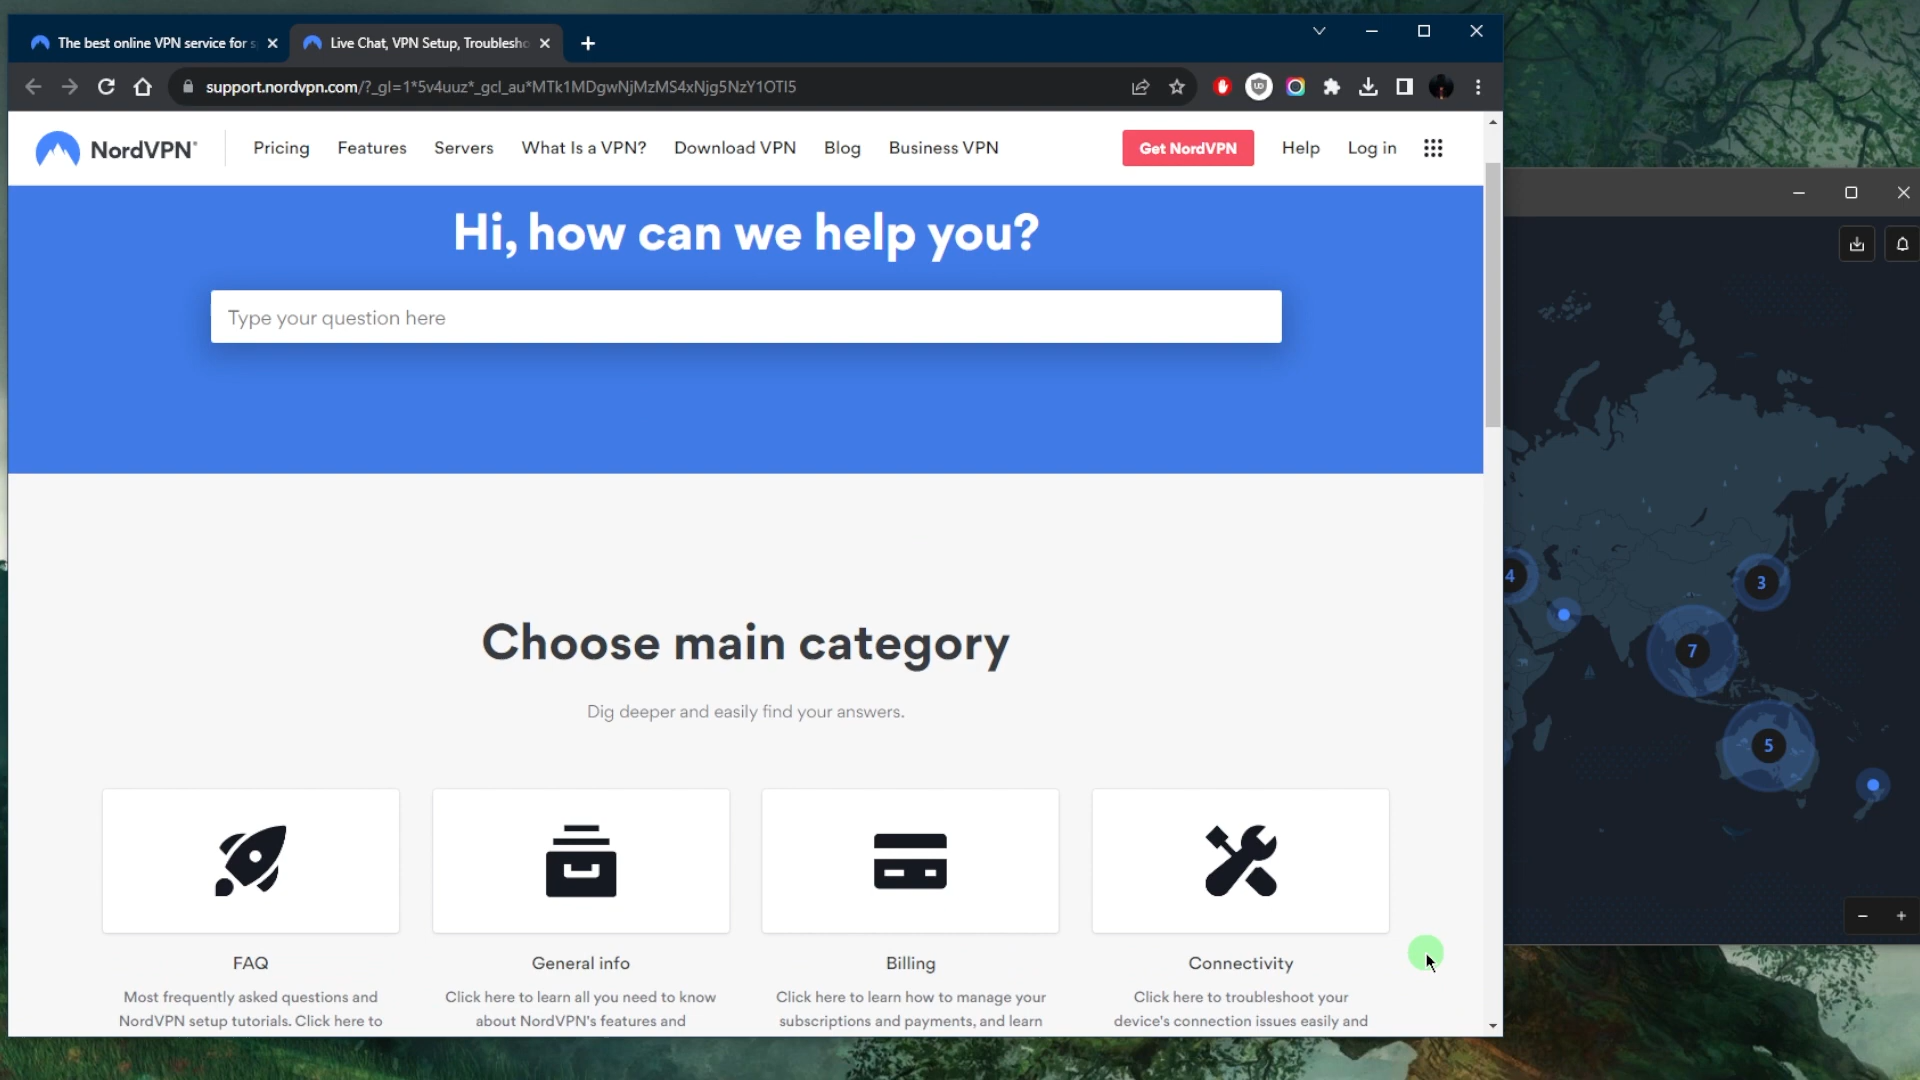 The best online VPN service for s
Live Chat, VPN Setup, Troublesho
support.nordvpn.com/?_gl=1*5v4uuz*_gcl_au*MTk1MDgwNjMzMS4xNjg5NzY1OTI5
NordVPN®
Pricing
Features
Servers
What Is a VPN?
Download VPN
Blog
Business VPN
Get NordVPN
Help
Log in
Hi, how can we help you?
Type your question here
Choose main category
Dig deeper and easily find your answers.
FAQ
Most frequently asked questions and
NordVPN setup tutorials. Click here to
General info
Click here to learn all you need to know
about NordVPN's features and
Billing
Click here to learn how to manage your
subscriptions and payments, and learn
Connectivity
Click here to troubleshoot your
device's connection issues easily and
4
3
7
5